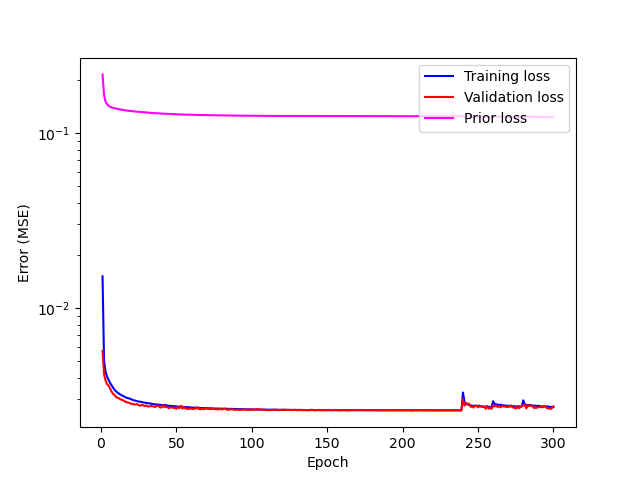 Training loss
Validation loss
Prior loss
10⁻¹
10⁻²
Error (MSE)
0 50 100 150 200 250 300
Epoch